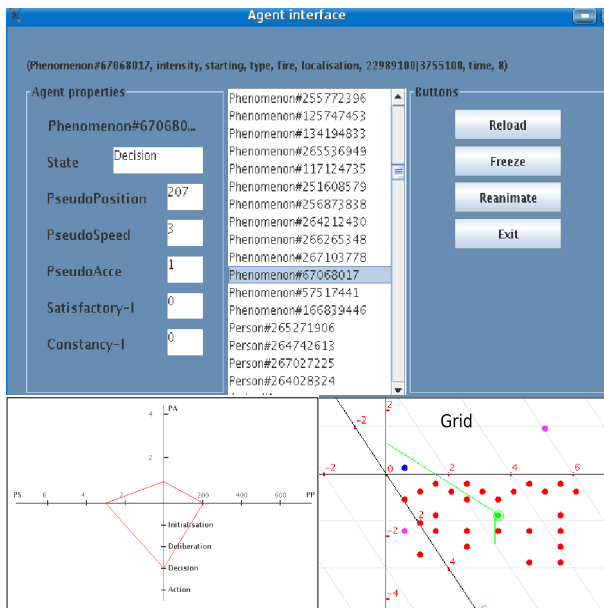 Agent interface
(Phenomenon#67068017, intensity, starting, type, fire, localisation, 22989100|3755100, time, 8)
Agent properties
Phenomenon#670680...
State
Decision
PseudoPosition
207
PseudoSpeed
3
PseudoAcce
1
Satisfactory-I
0
Constancy-I
0
Phenomenon#255772396
Phenomenon#125747453
Phenomenon#134194833
Phenomenon#265536949
Phenomenon#117124735
Phenomenon#251608579
Phenomenon#256873838
Phenomenon#264212430
Phenomenon#266265348
Phenomenon#267103778
Phenomenon#67068017
Phenomenon#57517441
Phenomenon#166839446
Person#265271906
Person#264742613
Person#267027225
Person#264028324
Buttons
Reload
Freeze
Reanimate
Exit
PA
4
2
PS
6
4
2
200
400
600
PP
Initialisation
Deliberation
Decision
Action
Grid
2
-2
-2
0
2
4
6
2
-2
4
-4